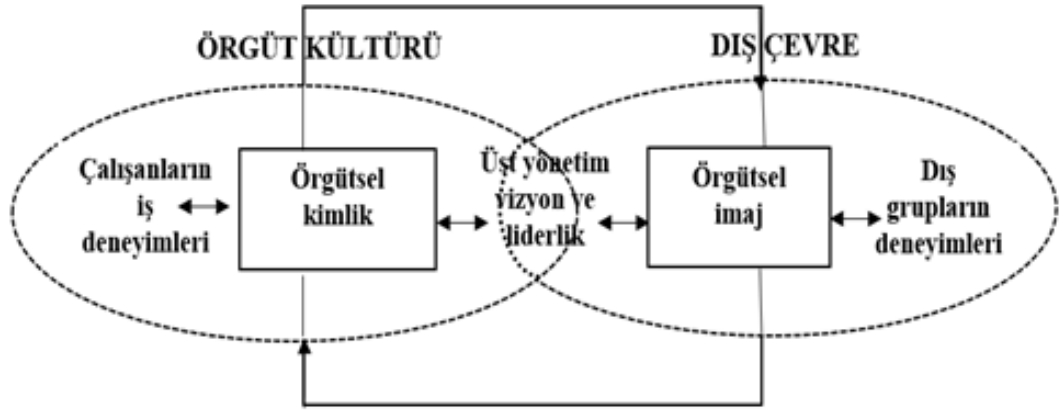 ÖRGÜT KÜLTÜRÜ
DIŞ ÇEVRE
Çalışanların
iş
deneyimleri
Örgütsel
kimlik
Üst yönetim
vizyon ve
liderlik
Örgütsel
imaj
Dış
grupların
deneyimleri